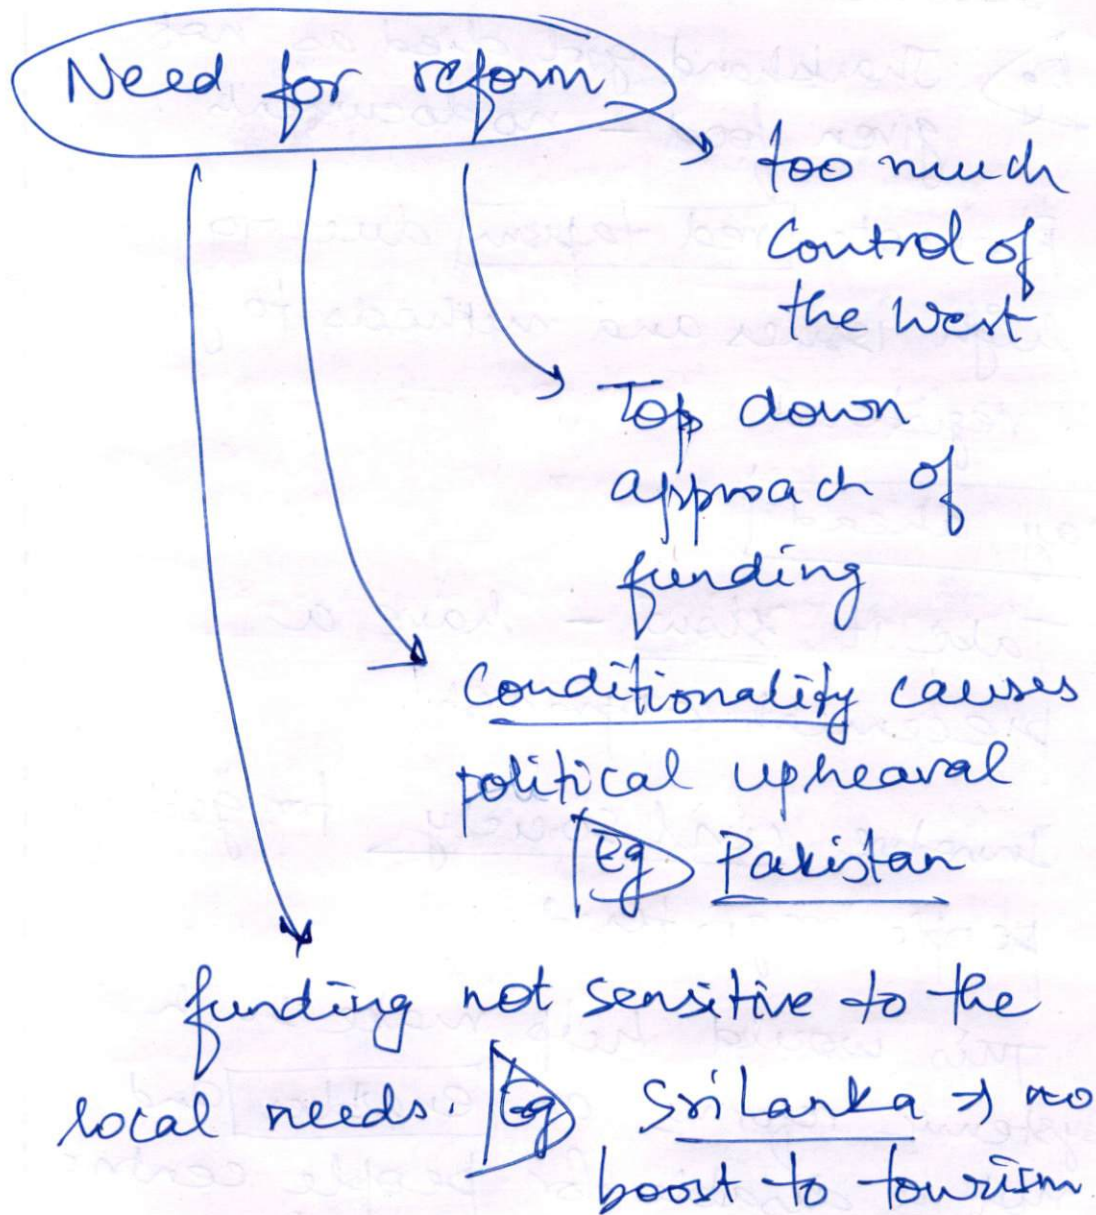 Need for reform
too much
control of
the West
Top down
approach of
funding
Conditionality causes
political upheaval
Eg Pakistan
funding not sensitive to the
local needs. Eg Sri Lanka → no
boost to tourism